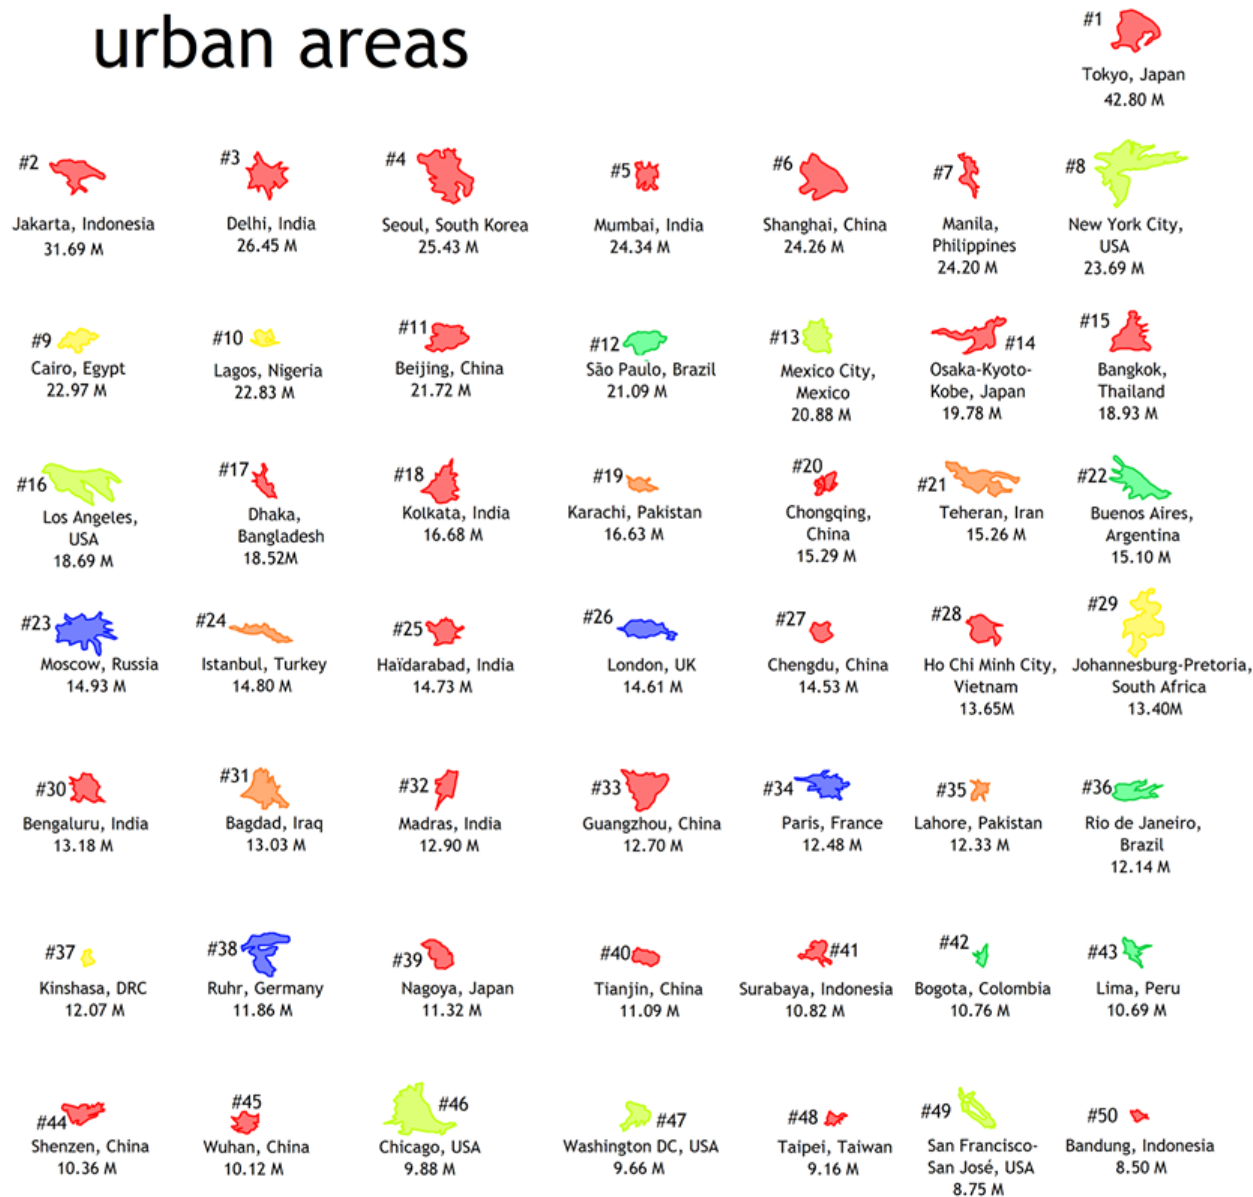 urban areas
#1
Tokyo, Japan
42.80 M
#2
Jakarta, Indonesia
31.69 M
#3
Delhi, India
26.45 M
#4
Seoul, South Korea
25.43 M
#5
Mumbai, India
24.34 M
#6
Shanghai, China
24.26 M
#7
Manila,
Philippines
24.20 M
#8
New York City,
USA
23.69 M
#9
Cairo, Egypt
22.97 M
#10
Lagos, Nigeria
22.83 M
#11
Beijing, China
21.72 M
#12
São Paulo, Brazil
21.09 M
#13
Mexico City,
Mexico
20.88 M
#14
Osaka-Kyoto-
Kobe, Japan
19.78 M
#15
Bangkok,
Thailand
18.93 M
#16
Los Angeles,
USA
18.69 M
#17
Dhaka,
Bangladesh
18.52M
#18
Kolkata, India
16.68 M
#19
Karachi, Pakistan
16.63 M
#20
Chongqing,
China
15.29 M
#21
Teheran, Iran
15.26 M
#22
Buenos Aires,
Argentina
15.10 M
#23
Moscow, Russia
14.93 M
#24
Istanbul, Turkey
14.80 M
#25
Haïdarabad, India
14.73 M
#26
London, UK
14.61 M
#27
Chengdu, China
14.53 M
#28
Ho Chi Minh City,
Vietnam
13.65M
#29
Johannesburg-Pretoria,
South Africa
13.40M
#30
Bengaluru, India
13.18 M
#31
Bagdad, Iraq
13.03 M
#32
Madras, India
12.90 M
#33
Guangzhou, China
12.70 M
#34
Paris, France
12.48 M
#35
Lahore, Pakistan
12.33 M
#36
Rio de Janeiro,
Brazil
12.14 M
#37
Kinshasa, DRC
12.07 M
#38
Ruhr, Germany
11.86 M
#39
Nagoya, Japan
11.32 M
#40
Tianjin, China
11.09 M
#41
Surabaya, Indonesia
10.82 M
#42
Bogota, Colombia
10.76 M
#43
Lima, Peru
10.69 M
#44
Shenzen, China
10.36 M
#45
Wuhan, China
10.12 M
#46
Chicago, USA
9.88 M
#47
Washington DC, USA
9.66 M
#48
Taipei, Taiwan
9.16 M
#49
San Francisco-
San José, USA
8.75 M
#50
Bandung, Indonesia
8.50 M